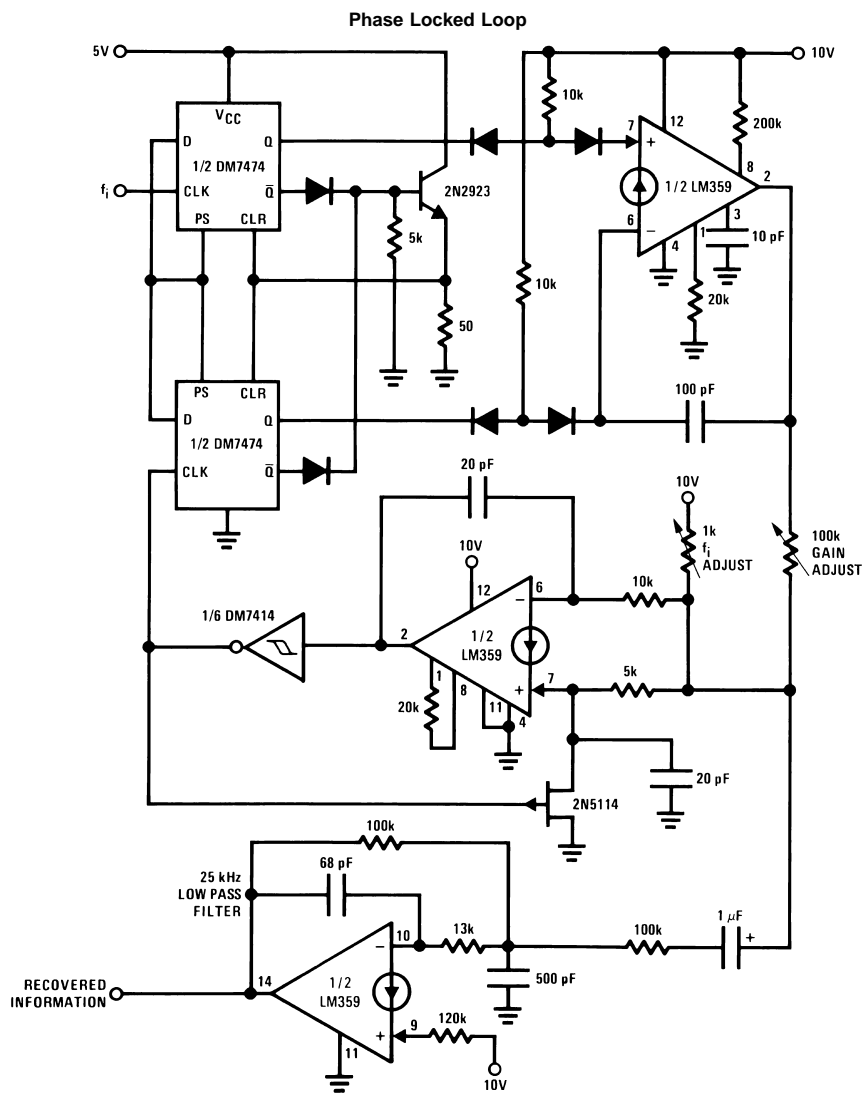 Phase Locked Loop
5V
10V
VCC
D
Q
1/2 DM7474
fi
CLK
Q̅
PS
CLR
2N2923
5k
50
10k
10k
7
+
12
200k
8
2
1/2 LM359
6
−
4
1
3
10 pF
20k
PS
CLR
D
Q
1/2 DM7474
CLK
Q̅
100 pF
20 pF
10V
12
6
−
10k
10V
1k
fi
ADJUST
100k
GAIN
ADJUST
1/6 DM7414
2
1/2
LM359
1
8
20k
11
4
+
7
5k
20 pF
2N5114
100k
25 kHz
LOW PASS
FILTER
68 pF
10
−
13k
100k
1 μF
+
500 pF
RECOVERED
INFORMATION
14
1/2
LM359
+
9
120k
11
10V